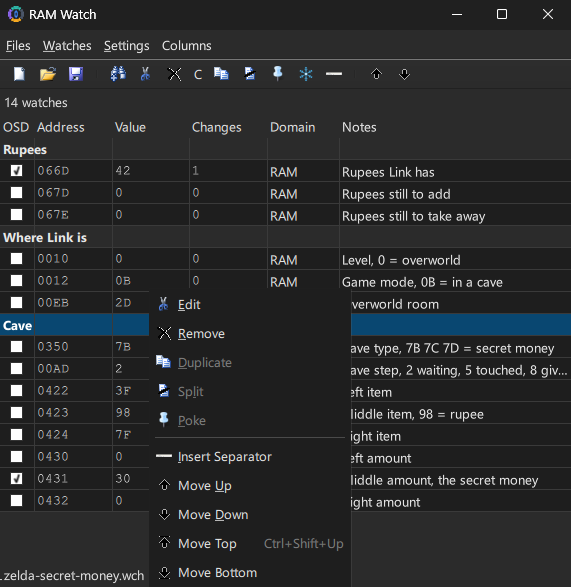 RAM Watch
Files Watches Settings Columns
C
14 watches
OSD Address Value Changes Domain Notes
Rupees
066D 42 1 RAM Rupees Link has
067D 0 0 RAM Rupees still to add
067E 0 0 RAM Rupees still to take away
Where Link is
0010 0 0 RAM Level, 0 = overworld
0012 0B 0 RAM Game mode, 0B = in a cave
00EB 2D verworld room
Cave
0350 7B ave type, 7B 7C 7D = secret money
00AD 2 ave step, 2 waiting, 5 touched, 8 giv...
0422 3F eft item
0423 98 iddle item, 98 = rupee
0424 7F ight item
0430 0 eft amount
0431 30 iddle amount, the secret money
0432 0 ight amount
Edit
Remove
Duplicate
Split
Poke
Insert Separator
Move Up
Move Down
Move Top Ctrl+Shift+Up
Move Bottom
.zelda-secret-money.wch